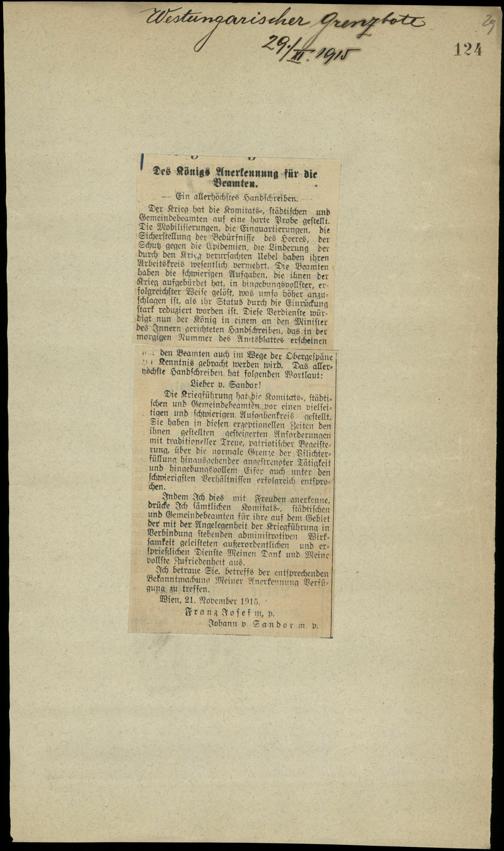 Westungarischer Grenzbote
29./XI. 1915
29
124
Des Königs Anerkennung für die
Beamten.
— Ein allerhöchstes Handschreiben. —
Der Krieg hat die Komitats-, städtischen und
Gemeindebeamten auf eine harte Probe gestellt.
Die Mobilisierungen, die Einquartierungen, die
Sicherstellung der Bedürfnisse des Heeres, der
Schutz gegen die Epidemien, die Linderung der
durch den Krieg verursachten Uebel haben ihren
Arbeitskreis wesentlich vermehrt. Die Beamten
haben die schwierigen Aufgaben, die ihnen der
Krieg aufgebürdet hat, in hingebungsvollster, er-
folgreichster Weise gelöst, was umso höher anzu-
schlagen ist, als ihr Status durch die Einrückung
stark reduziert worden ist. Diese Verdienste wür-
digt nun der König in einem an den Minister
des Innern gerichteten Handschreiben, das in der
morgigen Nummer des Amtsblattes erscheinen
den Beamten auch im Wege der Obergespäne
Kenntnis gebracht werden wird. Das aller-
höchste Handschreiben hat folgenden Wortlaut:
Lieber v. Sandor!
Die Kriegführung hat die Komitats-, städti-
schen und Gemeindebeamten vor einen vielsei-
tigen und schwierigen Aufgabenkreis gestellt.
Sie haben in diesen exzeptionellen Zeiten den
ihnen gestellten gesteigerten Anforderungen
mit traditioneller Treue, patriotischer Begeiste-
rung, über die normale Grenze der Pflichter-
füllung hinausgehender angestrengter Tätigkeit
und hingebungsvollem Eifer auch unter den
schwierigsten Verhältnissen erfolgreich entspro-
chen.
Indem Ich dies mit Freuden anerkenne,
drücke Ich sämtlichen Komitats-, städtischen
und Gemeindebeamten für ihre auf dem Gebiet
der mit der Angelegenheit der Kriegführung in
Verbindung stehenden administrativen Wirk-
samkeit geleisteten außerordentlichen und er-
sprießlichen Dienste Meinen Dank und Meine
vollste Zufriedenheit aus.
Ich betraue Sie, betreffs der entsprechenden
Bekanntmachung Meiner Anerkennung Verfü-
gung zu treffen.
Wien, 21. November 1915.
Franz Josef m. p.
Johann v. Sandor m. p.